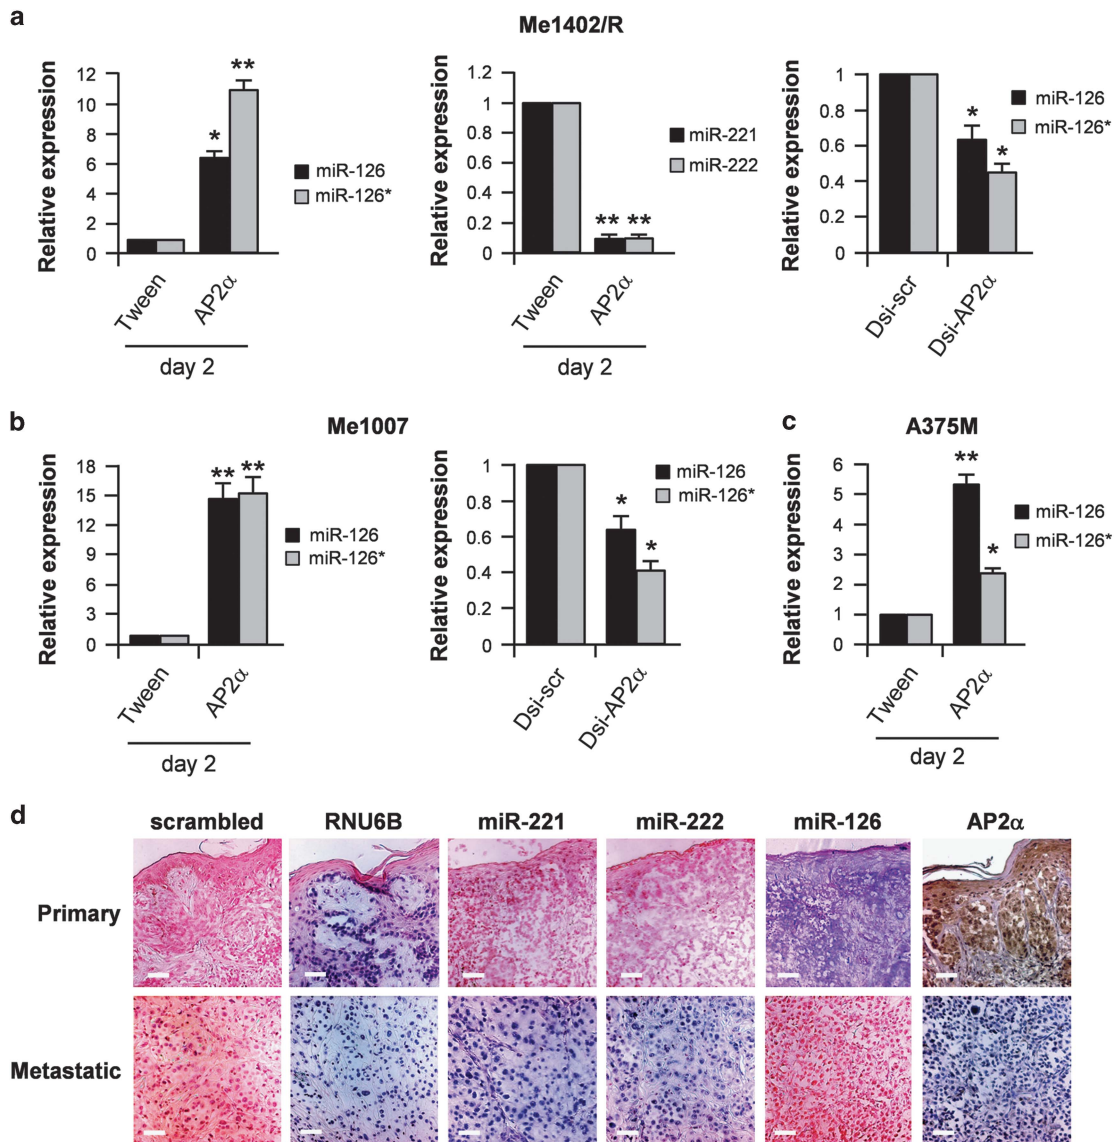 a
Me1402/R
Relative expression
12
10
8
6
4
2
0
*
**
miR-126
miR-126*
Tween
AP2α
day 2
Relative expression
1.2
1
0.8
0.6
0.4
0.2
0
** **
miR-221
miR-222
Tween
AP2α
day 2
Relative expression
1
0.8
0.6
0.4
0.2
0
*
*
miR-126
miR-126*
Dsi-scr
Dsi-AP2α
b
Me1007
Relative expression
18
15
12
9
6
3
0
** **
miR-126
miR-126*
Tween
AP2α
day 2
Relative expression
1
0.8
0.6
0.4
0.2
0
*
*
miR-126
miR-126*
Dsi-scr
Dsi-AP2α
c
A375M
Relative expression
6
5
4
3
2
1
0
**
*
miR-126
miR-126*
Tween
AP2α
day 2
d
scrambled RNU6B miR-221 miR-222 miR-126 AP2α
Primary
Metastatic